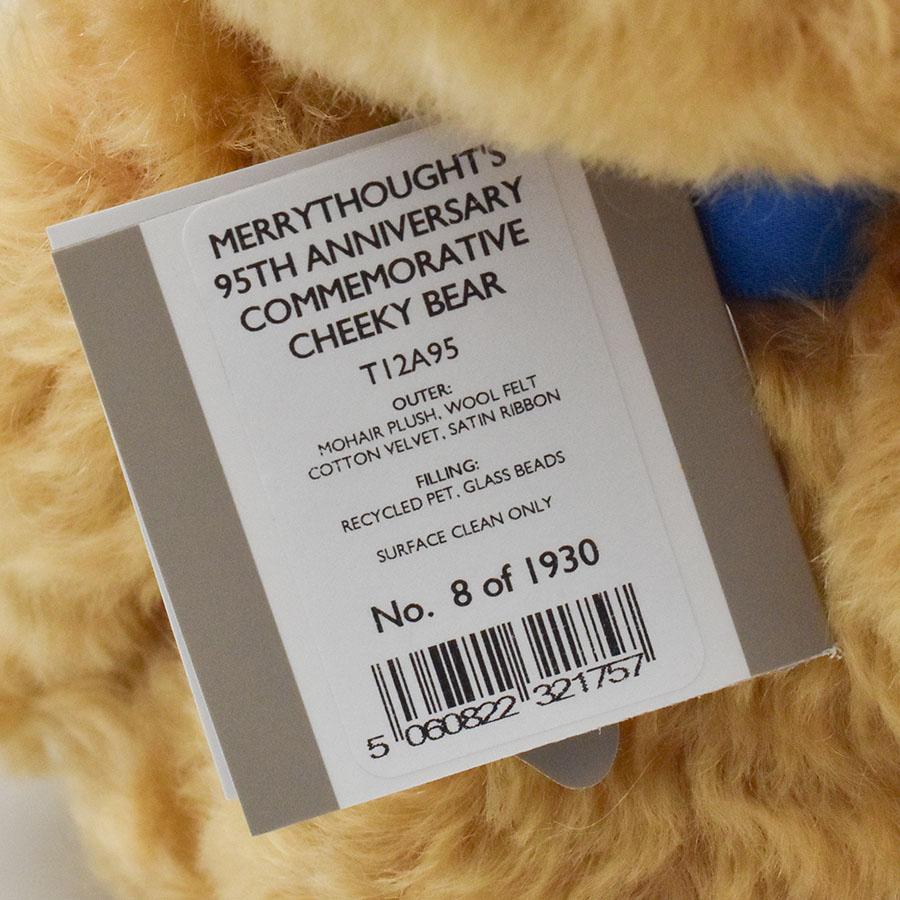 MERRYTHOUGHT'S
95TH ANNIVERSARY
COMMEMORATIVE
CHEEKY BEAR
T12A95
OUTER:
MOHAIR PLUSH, WOOL FELT
COTTON VELVET, SATIN RIBBON
FILLING:
RECYCLED PET, GLASS BEADS
SURFACE CLEAN ONLY
No. 8 of 1930
5 060822 321757